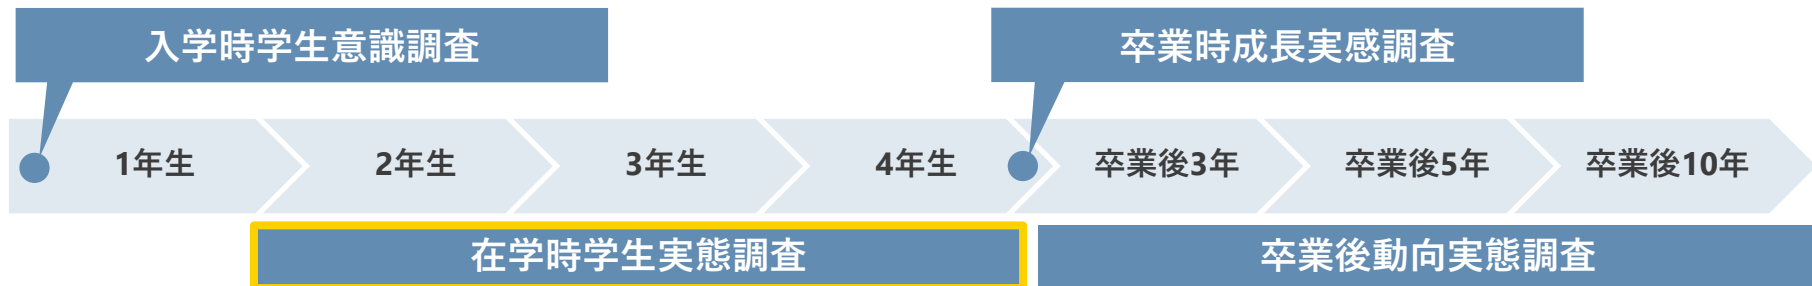 入学時学生意識調査
卒業時成長実感調査
1年生
2年生
3年生
4年生
卒業後3年
卒業後5年
卒業後10年
在学時学生実態調査
卒業後動向実態調査